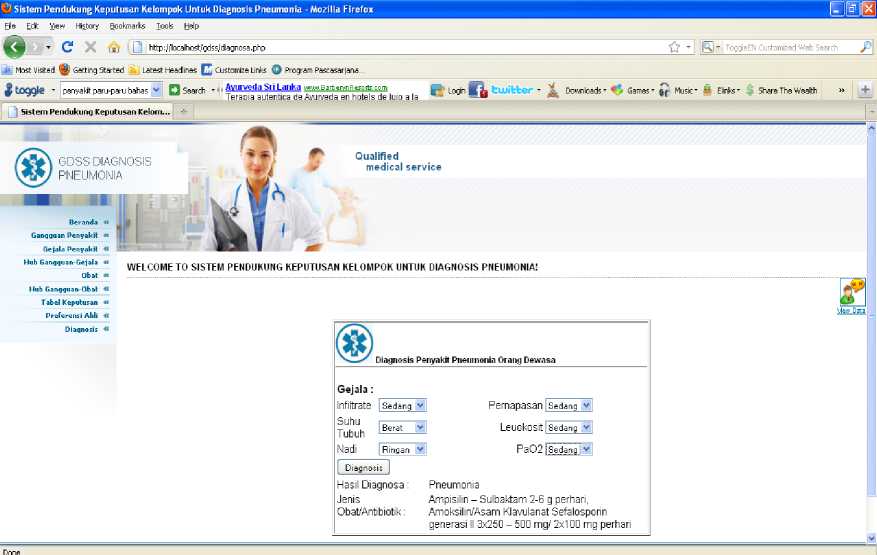 Sistem Pendukung Keputusan Kelompok Untuk Diagnosis Pneumonia - Mozilla Firefox
File Edit View History Bookmarks Tools Help
http://localhost/gdss/diagnosa.php
ToggleEN Customized Web Search
Most Visited Getting Started Latest Headlines Customize Links Program Pascasarjana...
toggle penyakit paru-paru bahas Search Ayurveda Sri Lanka Login twitter Downloads Games Music Elinks Share The Wealth »
Terapia autentica de Ayurveda en hotels de lujo a la
Sistem Pendukung Keputusan Kelom...
GDSS DIAGNOSIS
PNEUMONIA
Qualified
medical service
Beranda
Gangguan Penyakit
Gejala Penyakit
Hub Gangguan-Gejala
Obat
Hub Gangguan-Obat
Tabel Keputusan
Preferensi Ahli
Diagnosis
WELCOME TO SISTEM PENDUKUNG KEPUTUSAN KELOMPOK UNTUK DIAGNOSIS PNEUMONIA!
View Data
Diagnosis Penyakit Pneumonia Orang Dewasa
Gejala :
Infiltrate Sedang Pernapasan Sedang
Suhu Tubuh Berat Leuekosit Sedang
Nadi Ringan PaO2 Sedang
Diagnosis
Hasil Diagnosa : Pneumonia
Jenis Obat/Antibiotik : Ampisilin – Sulbaktam 2-6 g perhari,
Amoksilin/Asam Klavulanat Sefalosporin
generasi II 3x250 – 500 mg/ 2x100 mg perhari
Done